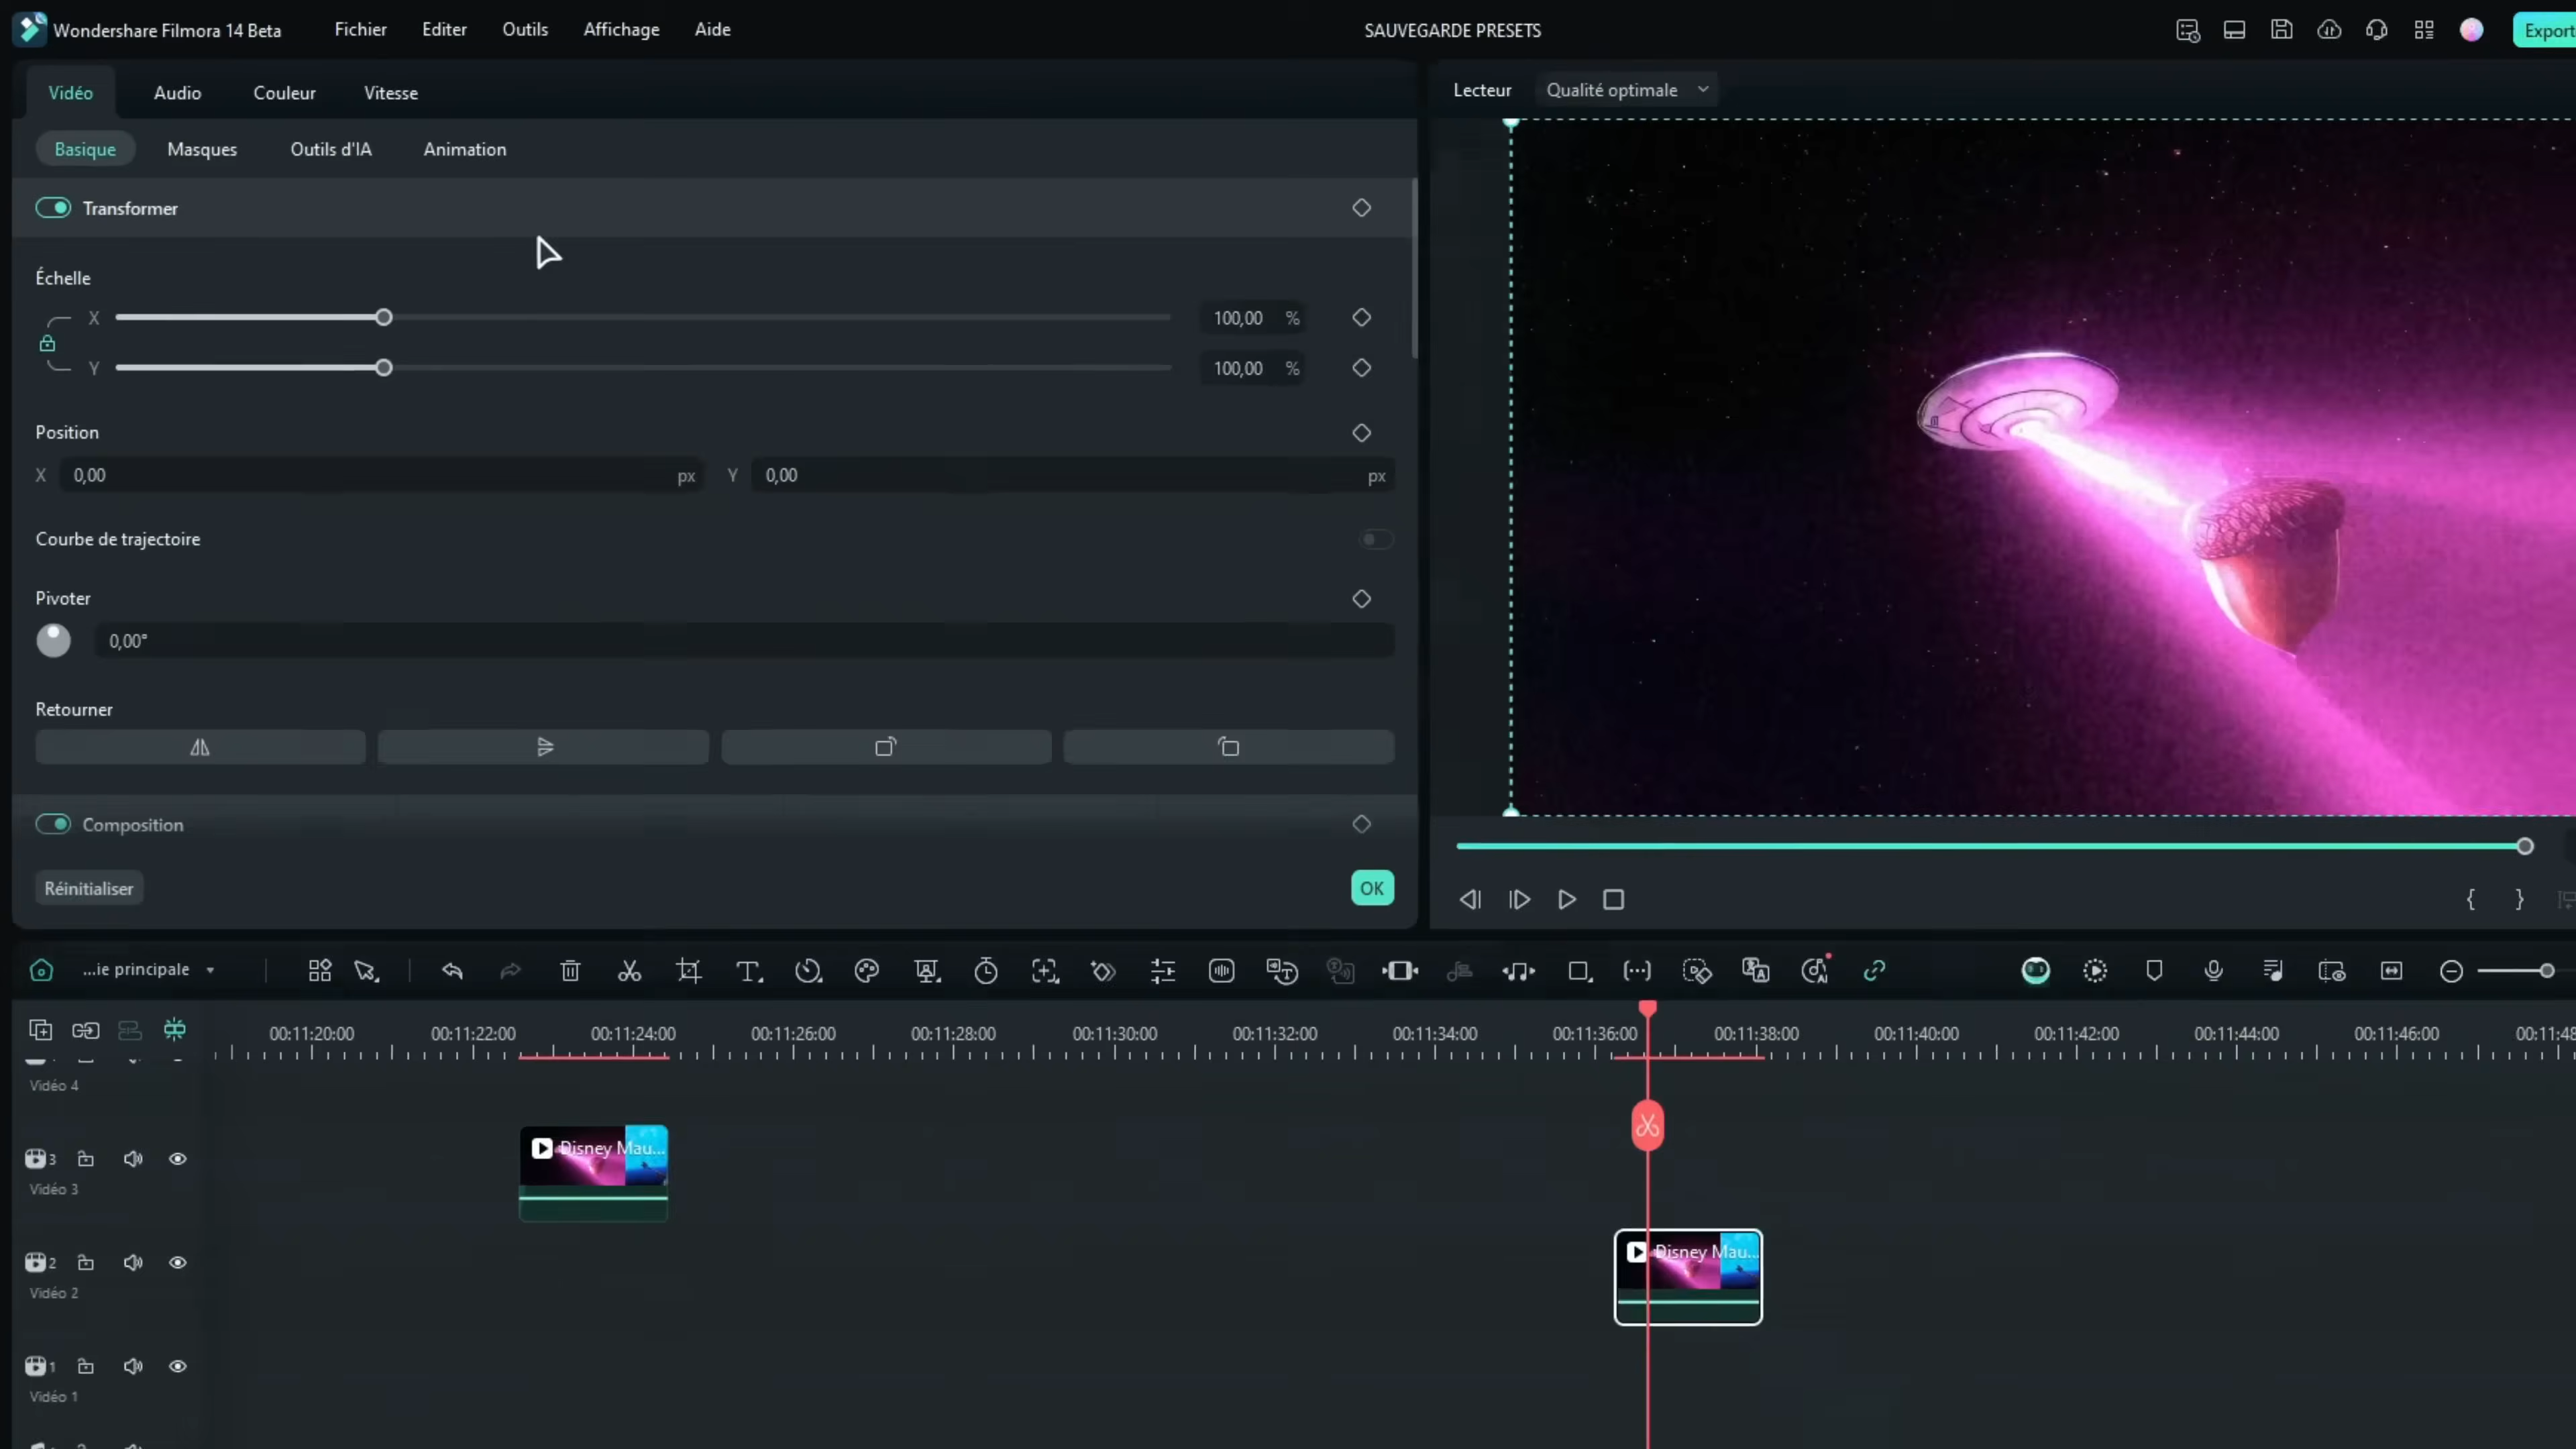 Wondershare Filmora 14 Beta Fichier Editer Outils Affichage Aide SAUVEGARDE PRESETS Export
Vidéo Audio Couleur Vitesse
Lecteur Qualité optimale
Basique Masques Outils d'IA Animation
Transformer
Échelle
X 100,00 %
Y 100,00 %
Position
X 0,00 px Y 0,00 px
Courbe de trajectoire
Pivoter
0,00°
Retourner
Composition
Réinitialiser OK
...ie principale
00:11:20:00 00:11:22:00 00:11:24:00 00:11:26:00 00:11:28:00 00:11:30:00 00:11:32:00 00:11:34:00 00:11:36:00 00:11:38:00 00:11:40:00 00:11:42:00 00:11:44:00 00:11:46:00 00:11:48
Vidéo 4
Disney Mau...
3
Vidéo 3
Disney Mau...
2
Vidéo 2
1
Vidéo 1